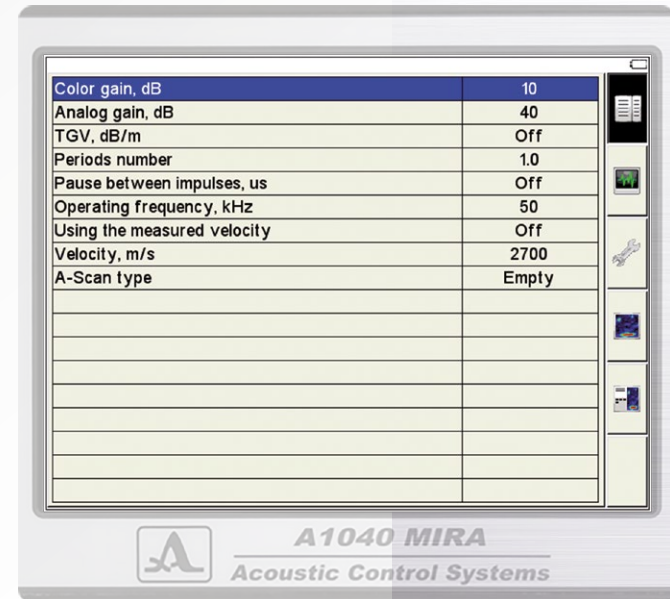 Color gain, dB 10
Analog gain, dB 40
TGV, dB/m Off
Periods number 1.0
Pause between impulses, us Off
Operating frequency, kHz 50
Using the measured velocity Off
Velocity, m/s 2700
A-Scan type Empty
A1040 MIRA
Acoustic Control Systems